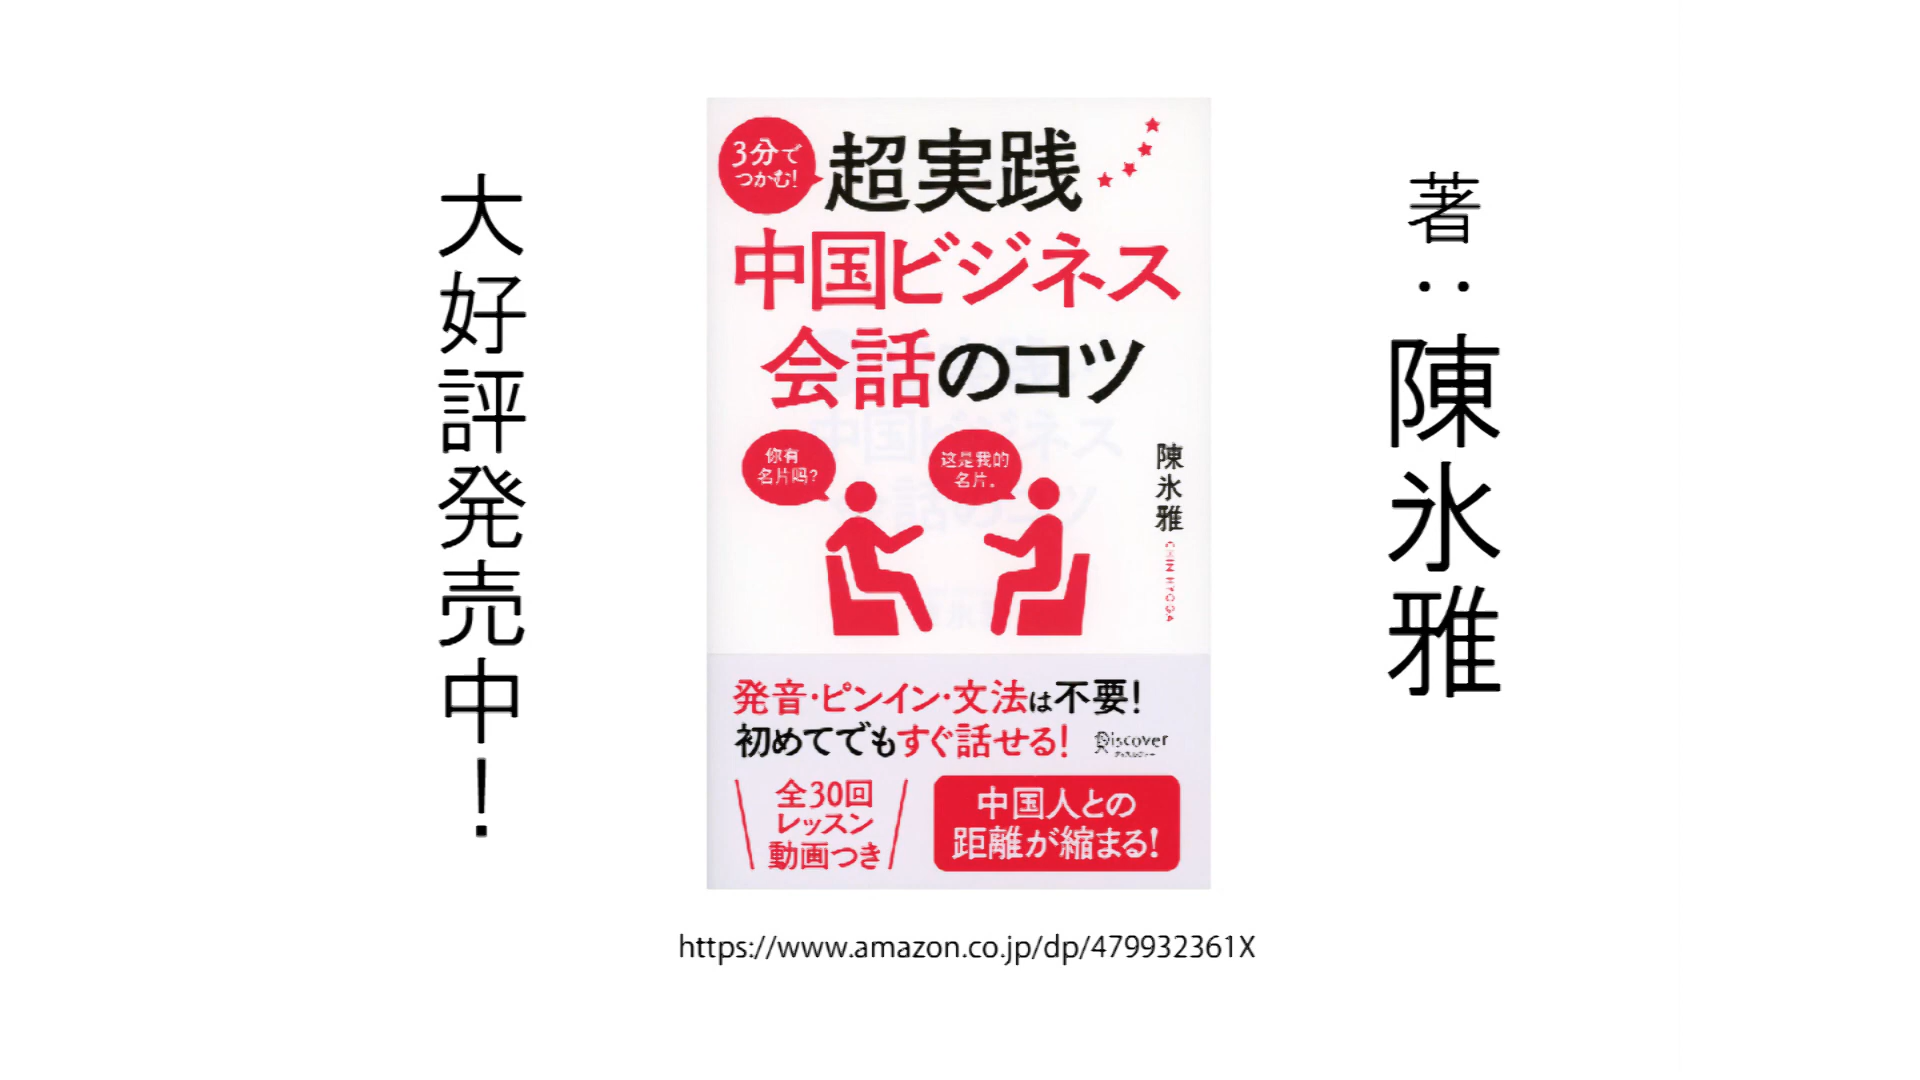 著：陳氷雅
3分で
つかむ!
超実践
中国ビジネス
会話のコツ
你有
名片吗?
这是我的
名片。
陳氷雅
CHIN HYOGA
発音・ピンイン・文法は不要!
初めてでもすぐ話せる!
Discover
全30回
レッスン
動画つき
中国人との
距離が縮まる!
大好評発売中!
https://www.amazon.co.jp/dp/479932361X